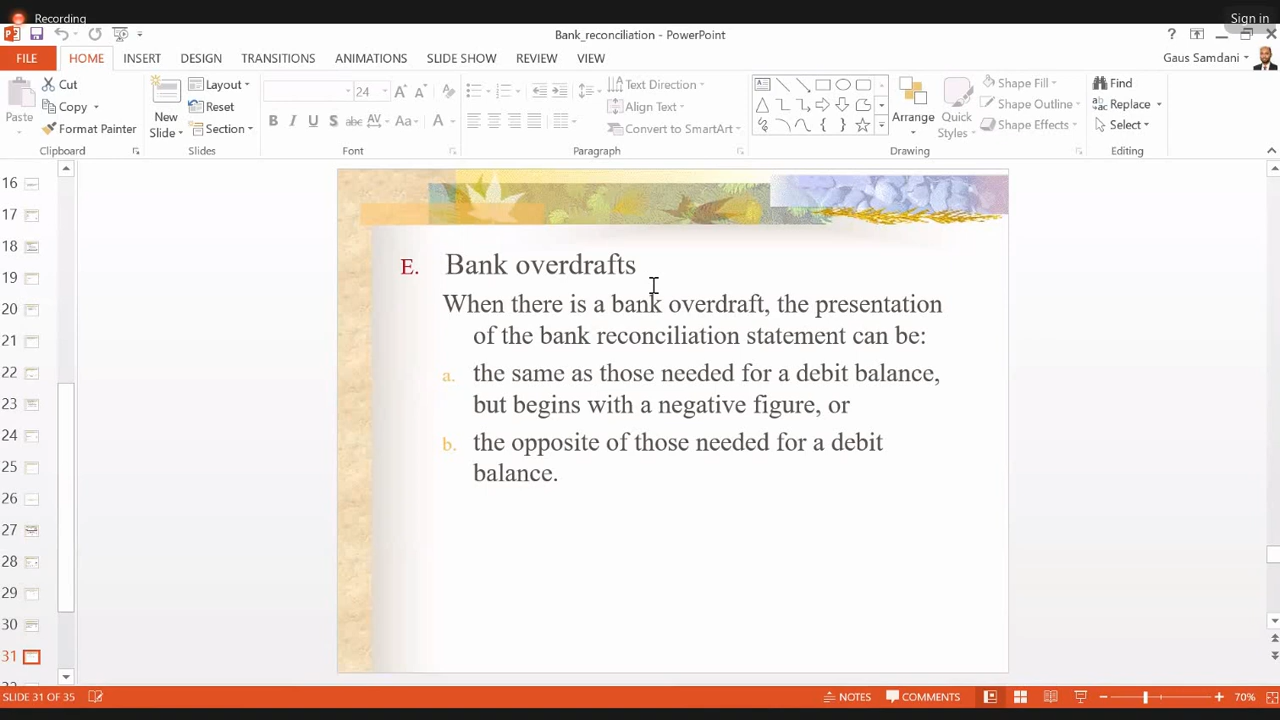 Recording
Sign in
Bank_reconciliation - PowerPoint
?
FILE
HOME
INSERT
DESIGN
TRANSITIONS
ANIMATIONS
SLIDE SHOW
REVIEW
VIEW
Gaus Samdani
Paste
Cut
Copy
Format Painter
Clipboard
New
Slide
Layout
Reset
Section
Slides
24
B I U S abc AV Aa A
Font
Text Direction
Align Text
Convert to SmartArt
Paragraph
Arrange
Quick
Styles
Shape Fill
Shape Outline
Shape Effects
Drawing
Find
Replace
Select
Editing
16
17
18
19
20
21
22
23
24
25
26
27
28
29
30
31
E. Bank overdrafts
When there is a bank overdraft, the presentation
of the bank reconciliation statement can be:
a. the same as those needed for a debit balance,
but begins with a negative figure, or
b. the opposite of those needed for a debit
balance.
SLIDE 31 OF 35
NOTES
COMMENTS
70%